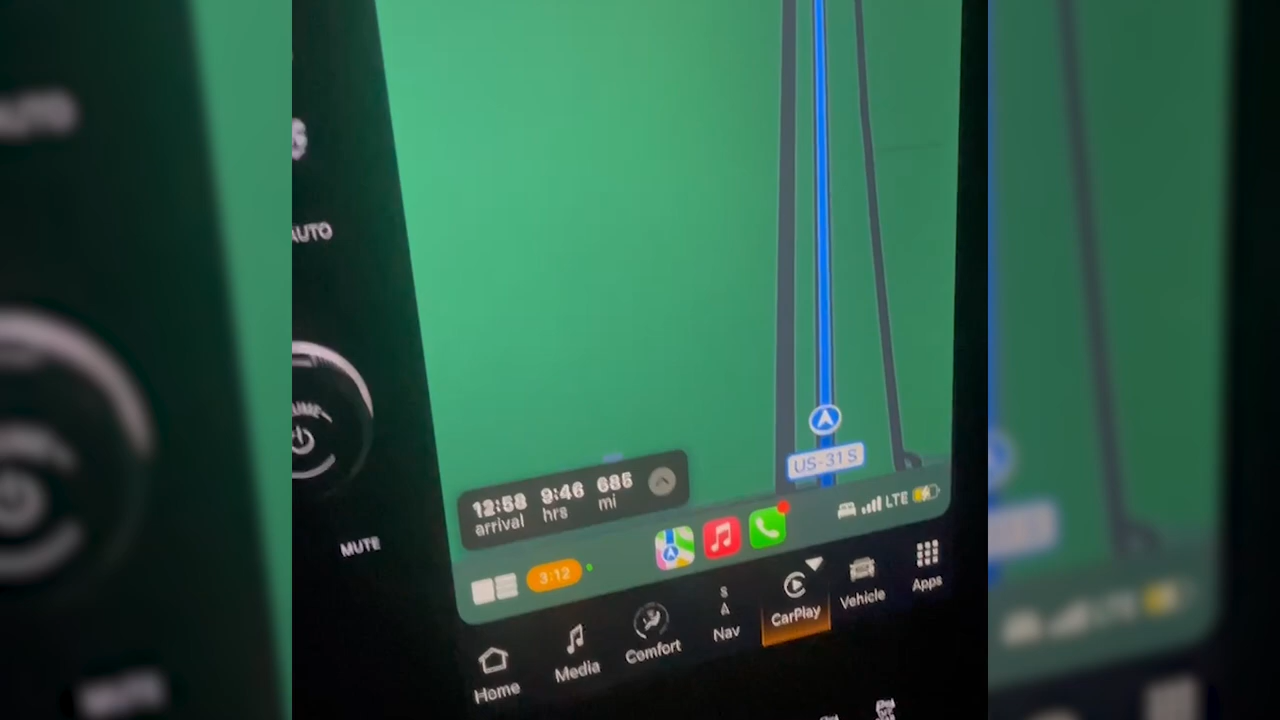 AUTO
MUTE
US-31 S
12:58 9:46 685
arrival hrs mi
LTE
3:12
Home
Media
Comfort
S
Nav
CarPlay
Vehicle
Apps